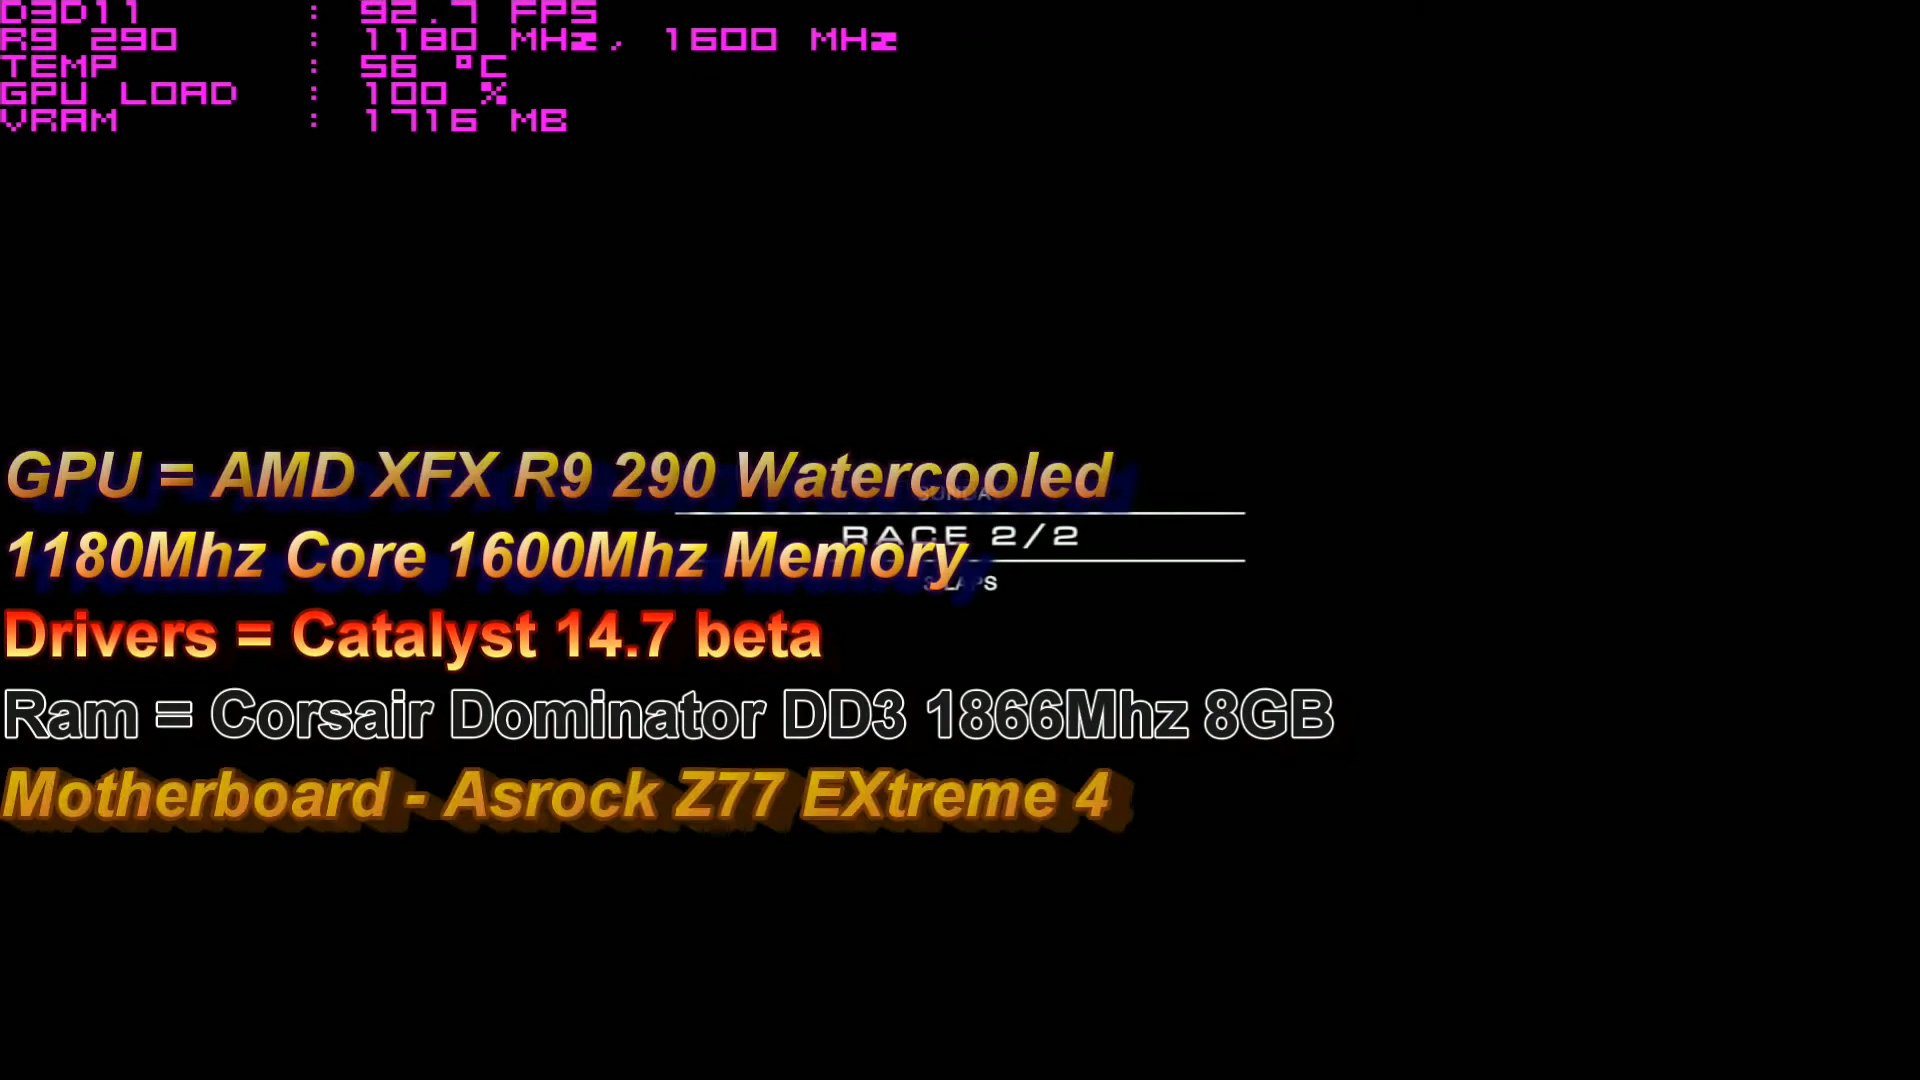 D3D11 : 92.7 FPS
R9 290 : 1180 MHz, 1600 MHz
TEMP : 56 °C
GPU LOAD : 100 %
VRAM : 1716 MB
GPU = AMD XFX R9 290 Watercooled
SUNDAY
RACE 2/2
1180Mhz Core 1600Mhz Memory
LAPS
Drivers = Catalyst 14.7 beta
Ram = Corsair Dominator DD3 1866Mhz 8GB
Motherboard - Asrock Z77 EXtreme 4